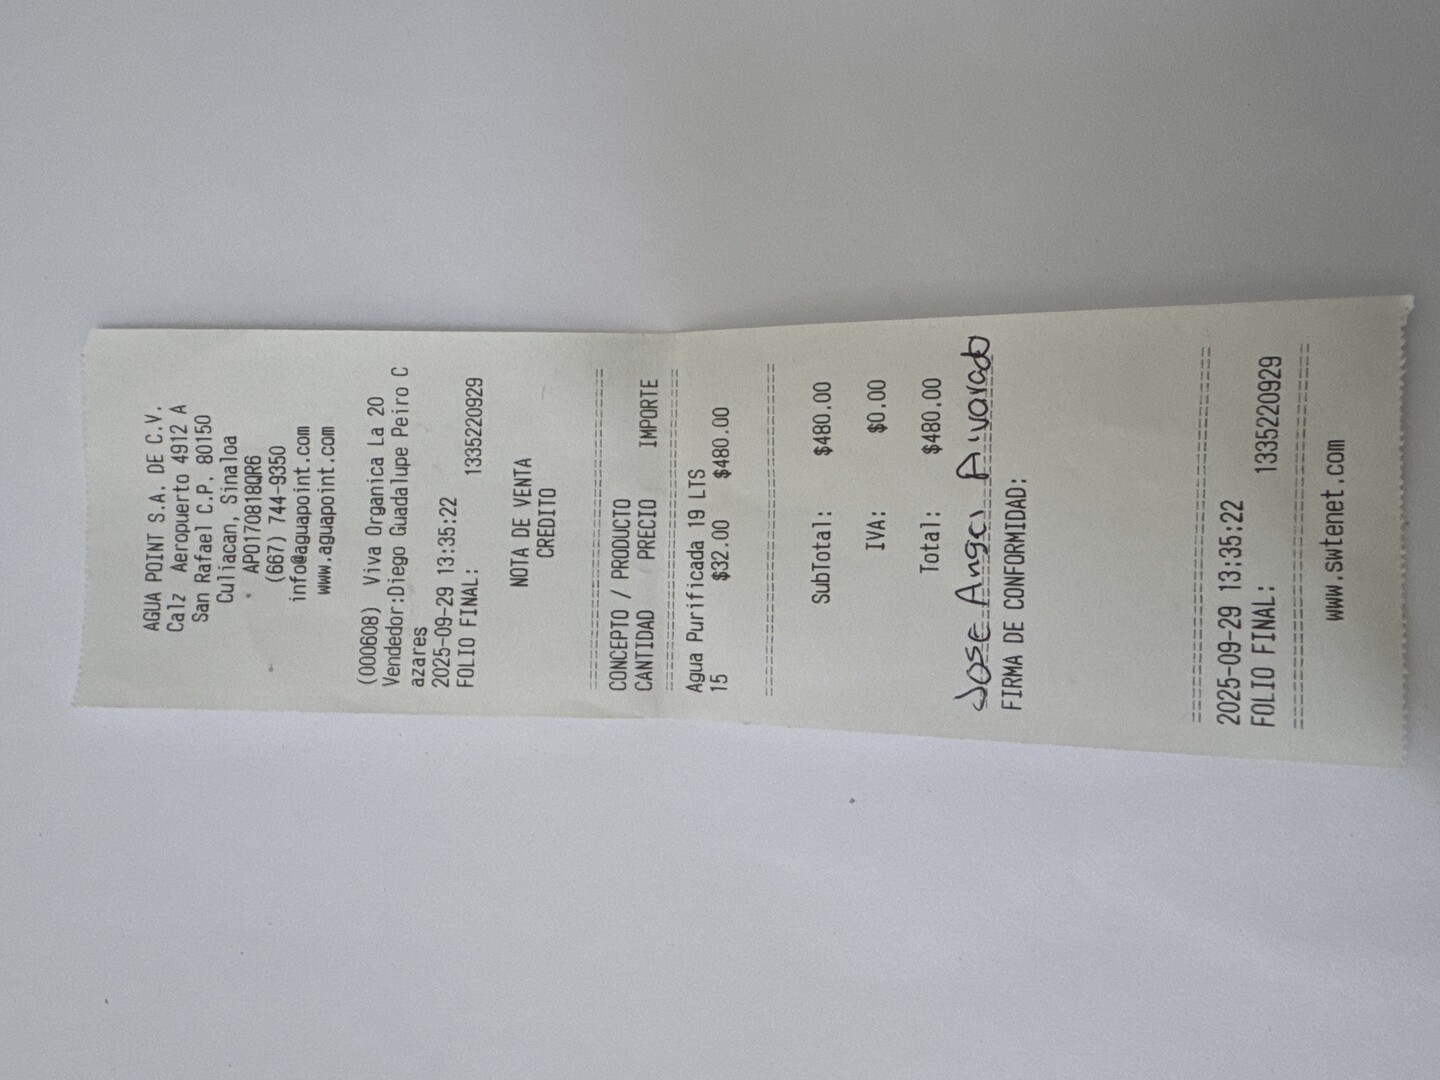 AGUA POINT S.A. DE C.V.
Calz Aeropuerto 4912 A
San Rafael C.P. 80150
Culiacan, Sinaloa
APO170818QR6
(667) 744-9350
info@aguapoint.com
www.aguapoint.com
(000608) Viva Organica La 20
Vendedor:Diego Guadalupe Peiro C
azares
2025-09-29 13:35:22
FOLIO FINAL: 1335220929
NOTA DE VENTA
CREDITO
================================
CONCEPTO / PRODUCTO
CANTIDAD / PRECIO IMPORTE
================================
Agua Purificada 19 LTS
15 $32.00 $480.00
================================
SubTotal: $480.00
IVA: $0.00
Total: $480.00
Jose Angel Alvarado
FIRMA DE CONFORMIDAD:
================================
2025-09-29 13:35:22
FOLIO FINAL: 1335220929
================================
www.swtenet.com